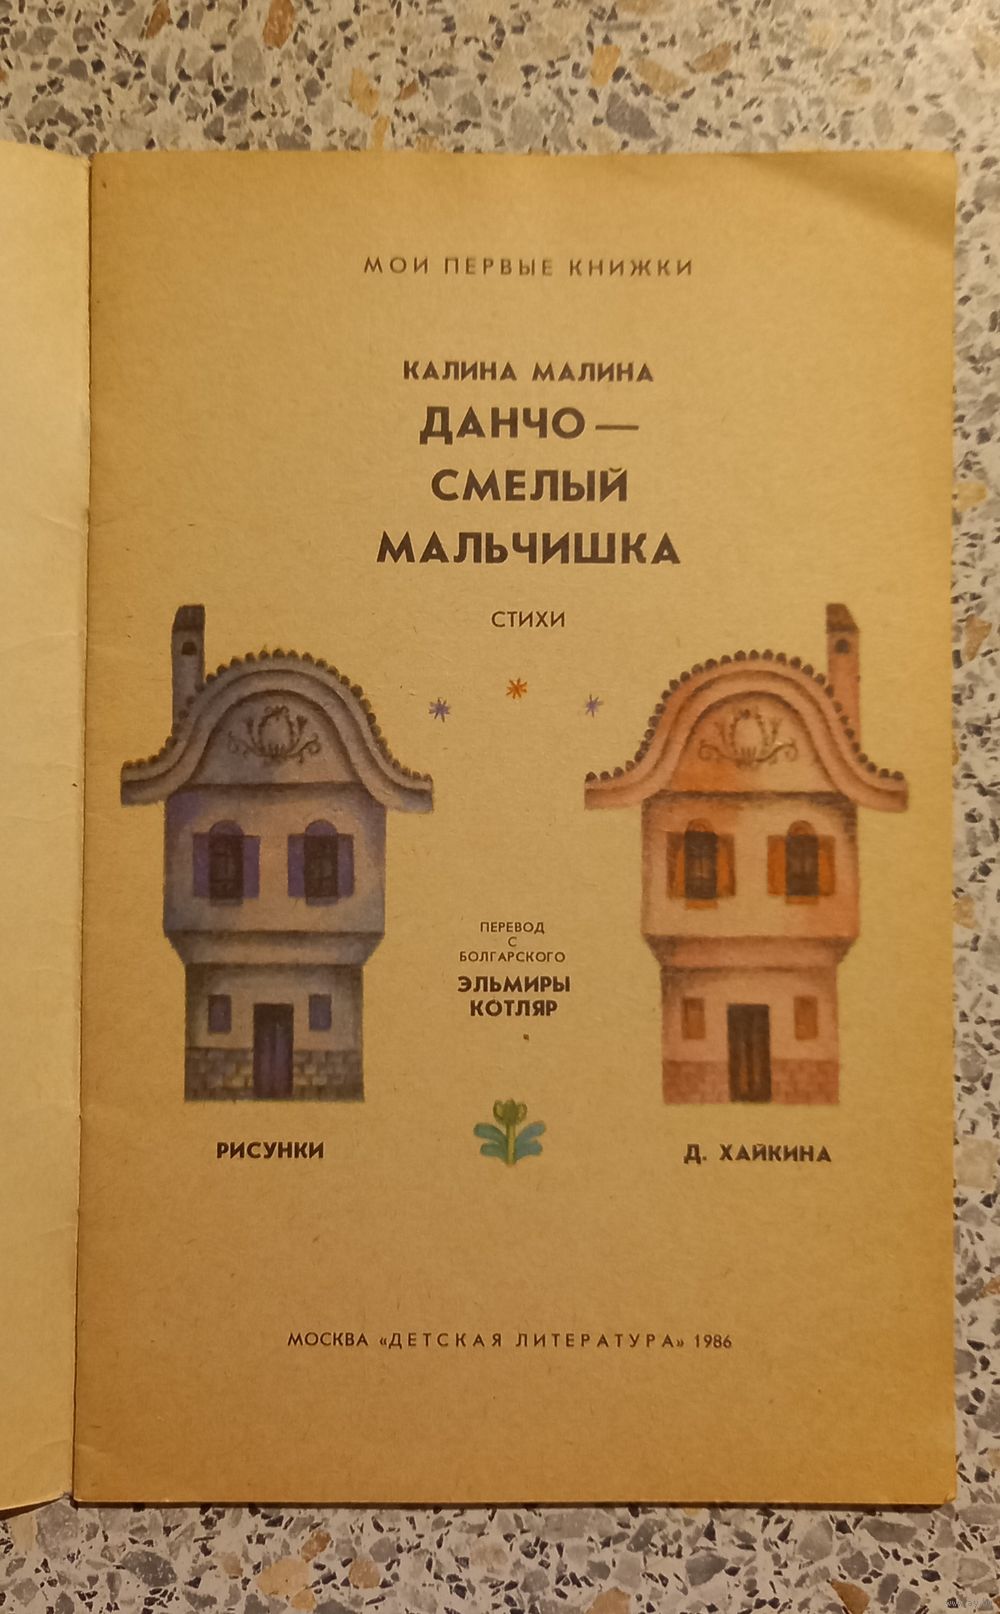 МОИ ПЕРВЫЕ КНИЖКИ
КАЛИНА МАЛИНА
ДАНЧО —
СМЕЛЫЙ
МАЛЬЧИШКА
СТИХИ
ПЕРЕВОД
С
БОЛГАРСКОГО
ЭЛЬМИРЫ
КОТЛЯР
РИСУНКИ
Д. ХАЙКИНА
МОСКВА «ДЕТСКАЯ ЛИТЕРАТУРА» 1986